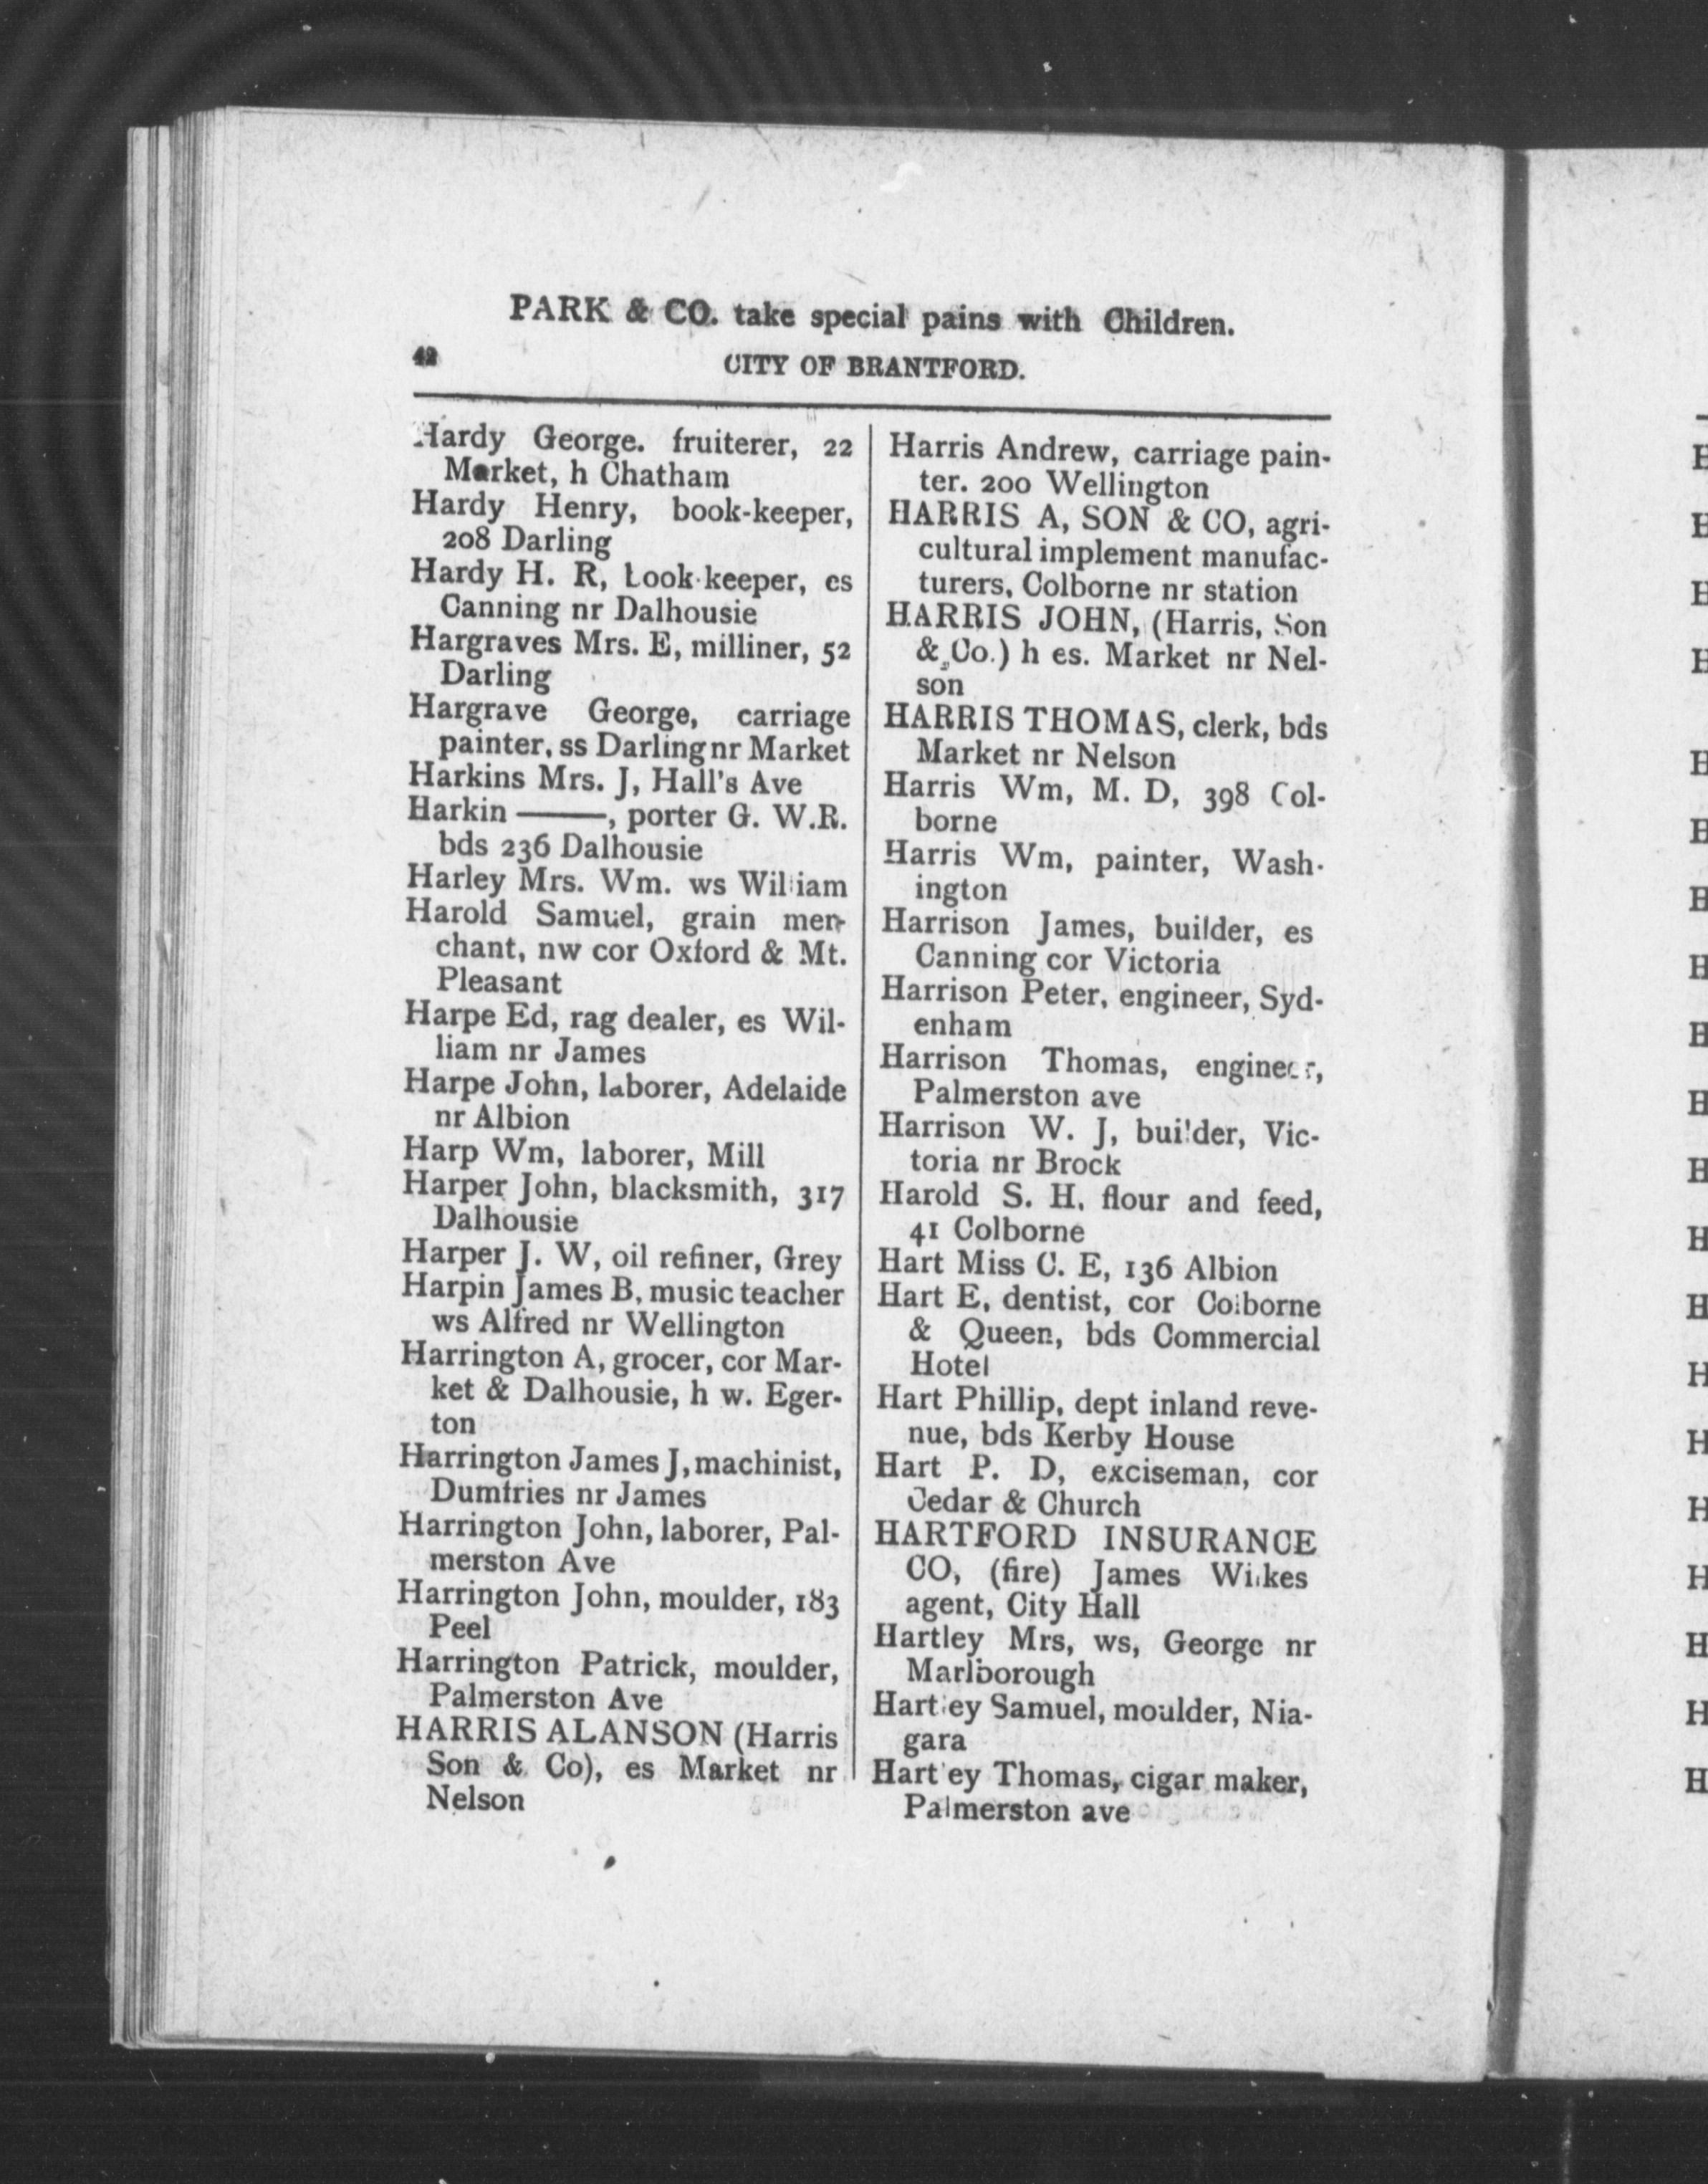 PARK & CO. take special pains with Children.
42
CITY OF BRANTFORD.
Hardy George. fruiterer, 22
Market, h Chatham
Hardy Henry, book-keeper,
208 Darling
Hardy H. R, book-keeper, es
Canning nr Dalhousie
Hargraves Mrs. E, milliner, 52
Darling
Hargrave George, carriage
painter, ss Darling nr Market
Harkins Mrs. J, Hall's Ave
Harkin ——, porter G. W.R.
bds 236 Dalhousie
Harley Mrs. Wm. ws William
Harold Samuel, grain mer-
chant, nw cor Oxford & Mt.
Pleasant
Harpe Ed, rag dealer, es Wil-
liam nr James
Harpe John, laborer, Adelaide
nr Albion
Harp Wm, laborer, Mill
Harper John, blacksmith, 317
Dalhousie
Harper J. W, oil refiner, Grey
Harpin James B, music teacher
ws Alfred nr Wellington
Harrington A, grocer, cor Mar-
ket & Dalhousie, h w. Eger-
ton
Harrington James J, machinist,
Dumfries nr James
Harrington John, laborer, Pal-
merston Ave
Harrington John, moulder, 183
Peel
Harrington Patrick, moulder,
Palmerston Ave
HARRIS ALANSON (Harris
Son & Co), es Market nr
Nelson
Harris Andrew, carriage pain-
ter. 200 Wellington
HARRIS A, SON & CO, agri-
cultural implement manufac-
turers, Colborne nr station
HARRIS JOHN, (Harris, Son
& Co.) h es. Market nr Nel-
son
HARRIS THOMAS, clerk, bds
Market nr Nelson
Harris Wm, M. D, 398 Col-
borne
Harris Wm, painter, Wash-
ington
Harrison James, builder, es
Canning cor Victoria
Harrison Peter, engineer, Syd-
enham
Harrison Thomas, engineer,
Palmerston ave
Harrison W. J, builder, Vic-
toria nr Brock
Harold S. H. flour and feed,
41 Colborne
Hart Miss C. E, 136 Albion
Hart E, dentist, cor Colborne
& Queen, bds Commercial
Hotel
Hart Phillip, dept inland reve-
nue, bds Kerby House
Hart P. D, exciseman, cor
Cedar & Church
HARTFORD INSURANCE
CO, (fire) James Wilkes
agent, City Hall
Hartley Mrs, ws, George nr
Marlborough
Hartley Samuel, moulder, Nia-
gara
Hartley Thomas, cigar maker,
Palmerston ave